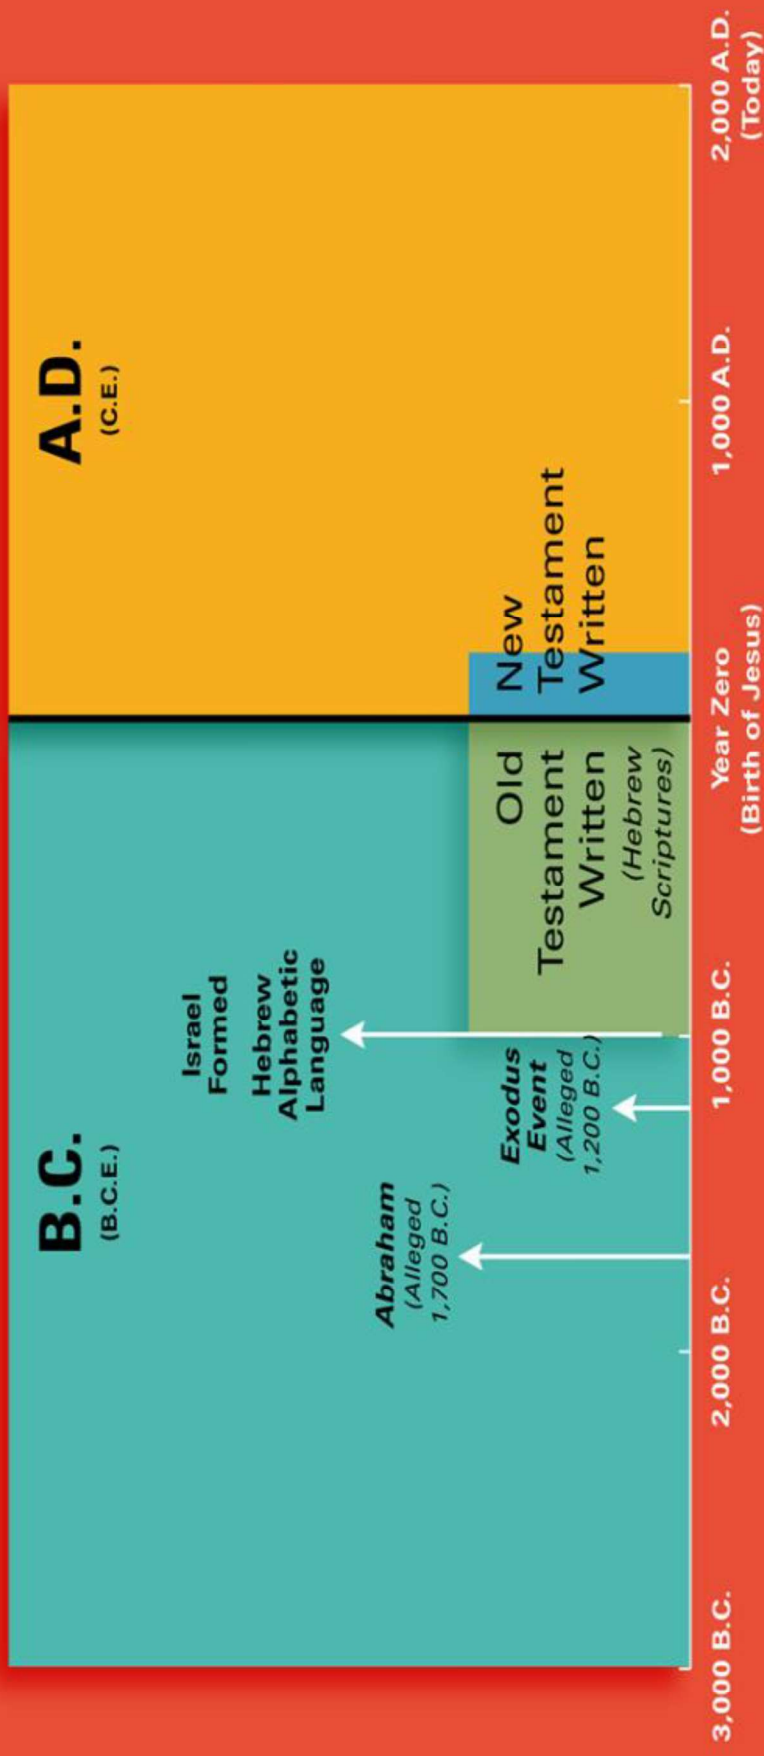 B.C.
(B.C.E.)
A.D.
(C.E.)
Israel
Formed
Hebrew
Alphabetic
Language
Abraham
(Alleged
1,700 B.C.)
Exodus
Event
(Alleged
1,200 B.C.)
Old
Testament
Written
(Hebrew
Scriptures)
New
Testament
Written
3,000 B.C.
2,000 B.C.
1,000 B.C.
Year Zero
(Birth of Jesus)
1,000 A.D.
2,000 A.D.
(Today)